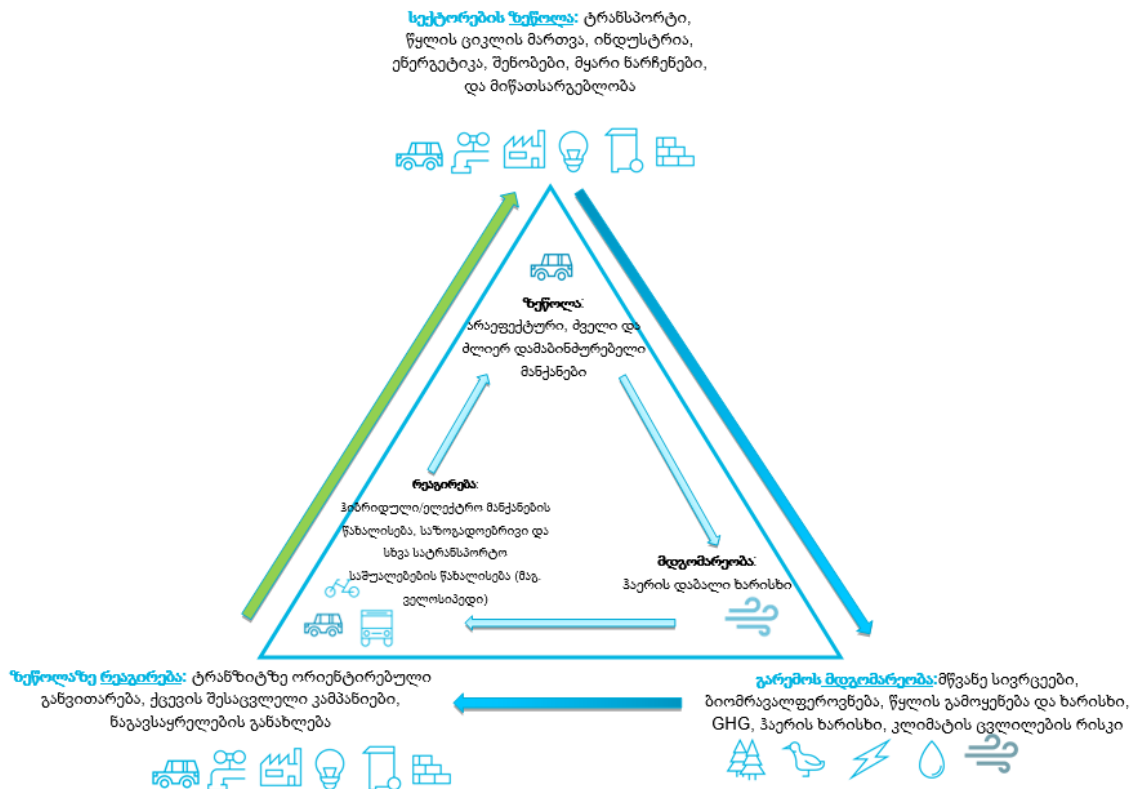 სექტორების ზეწოლა: ტრანსპორტი,
წყლის ციკლის მართვა, ინდუსტრია,
ენერგეტიკა, შენობები, მყარი ნარჩენები,
და მიწათსარგებლობა
ზეწოლა:
არაეფექტური, ძველი და
ძლიერ დამაბინძურებელი
მანქანები
რეაგირება:
ჰიბრიდული/ელექტრო მანქანების
წახალისება, საზოგადოებრივი და
სხვა სატრანსპორტო
საშუალებების წახალისება (მაგ.
ველოსიპედი)
მდგომარეობა:
ჰაერის დაბალი ხარისხი
ზეწოლაზე რეაგირება: ტრანზიტზე ორიენტირებული
განვითარება, ქცევის შესაცვლელი კამპანიები,
ნაგავსაყრელების განახლება
გარემოს მდგომარეობა:მწვანე სივრცეები,
ბიომრავალფეროვნება, წყლის გამოყენება და ხარისხი,
GHG, ჰაერის ხარისხი, კლიმატის ცვლილების რისკი